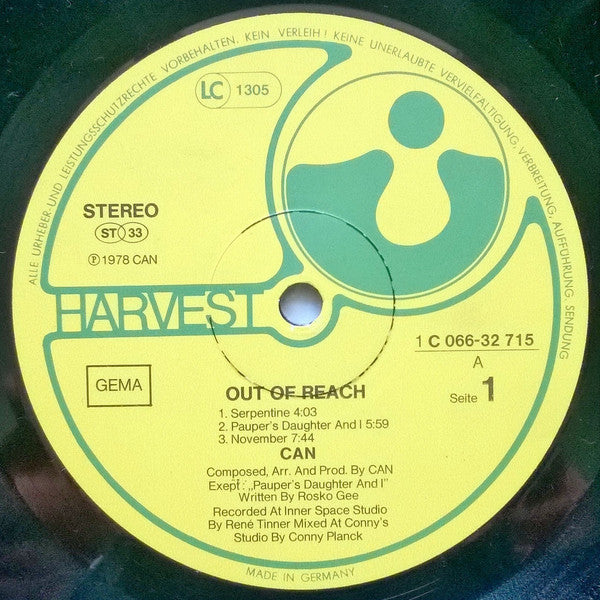 ALLE URHEBER- UND LEISTUNGSSCHUTZRECHTE VORBEHALTEN. KEIN VERLEIH! KEINE UNERLAUBTE VERVIELFÄLTIGUNG, VERBREITUNG, AUFFÜHRUNG, SENDUNG
LC 1305
STEREO
ST 33
Ⓟ 1978 CAN
HARVEST
1 C 066-32 715
A
Seite 1
GEMA
OUT OF REACH
1. Serpentine 4:03
2. Pauper's Daughter And I 5:59
3. November 7:44
CAN
Composed, Arr. And Prod. By CAN
Exept: „Pauper's Daughter And I"
Written By Rosko Gee
Recorded At Inner Space Studio
By René Tinner Mixed At Conny's
Studio By Conny Planck
MADE IN GERMANY